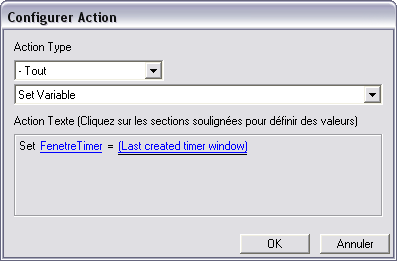 Configurer Action
Action Type
- Tout
Set Variable
Action Texte (Cliquez sur les sections soulignées pour définir des valeurs)
Set FenetreTimer = (Last created timer window)
OK Annuler